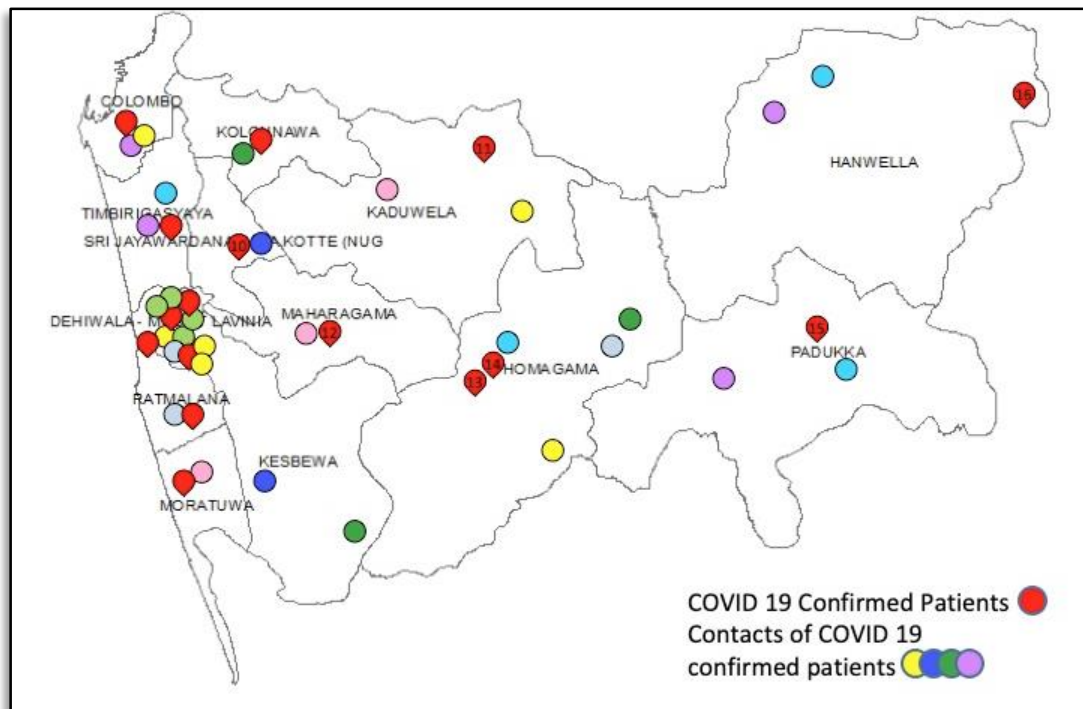 COLOMBO
KOLONNAWA
11
16
HANWELLA
KADUWELA
TIMBIRIGASYAYA
SRI JAYAWARDANA KOTTE (NUG
10
MAHARAGAMA
12
DEHIWALA - M LAVINIA
15
PADUKKA
14
HOMAGAMA
13
RATMALANA
KESBEWA
MORATUWA
COVID 19 Confirmed Patients
Contacts of COVID 19
confirmed patients